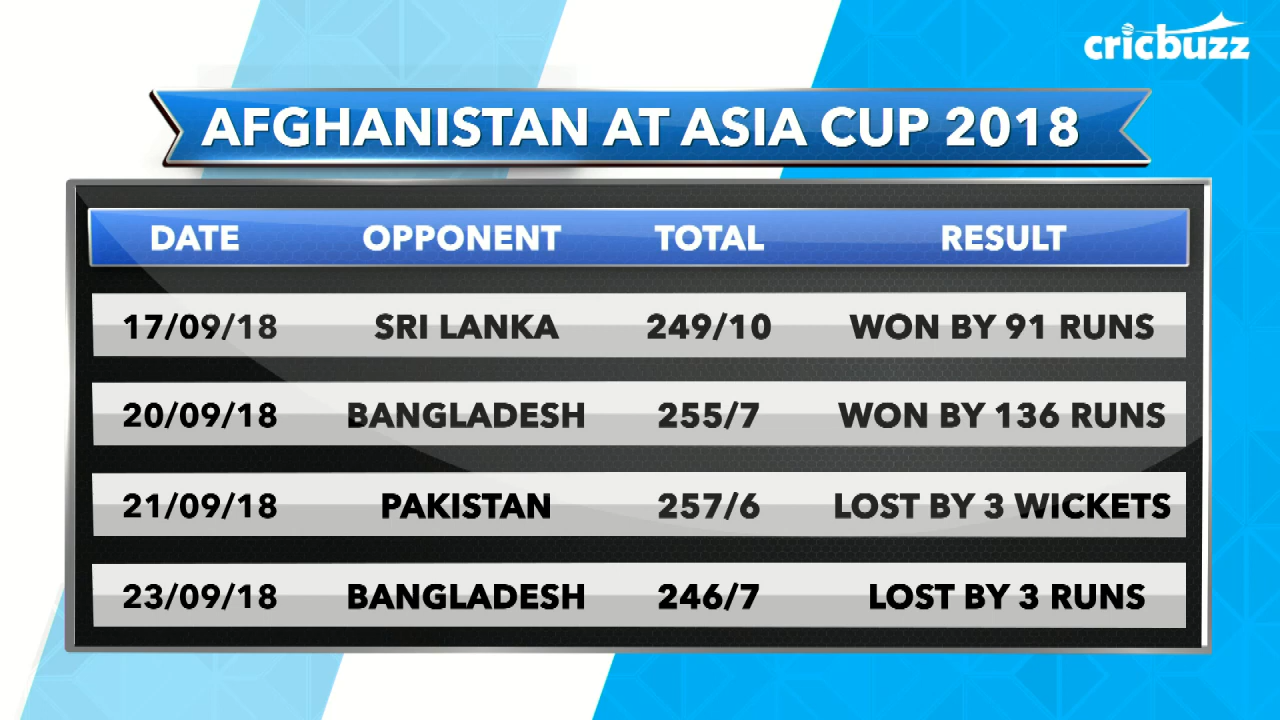 cricbuzz
AFGHANISTAN AT ASIA CUP 2018
DATE OPPONENT TOTAL RESULT
17/09/18 SRI LANKA 249/10 WON BY 91 RUNS
20/09/18 BANGLADESH 255/7 WON BY 136 RUNS
21/09/18 PAKISTAN 257/6 LOST BY 3 WICKETS
23/09/18 BANGLADESH 246/7 LOST BY 3 RUNS